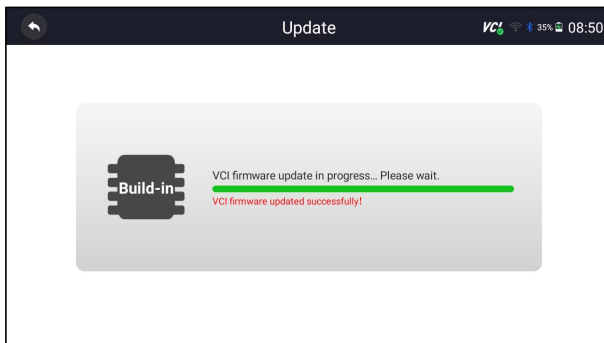 Update
VCI 35% 08:50
Build-in
VCI firmware update in progress... Please wait.
VCI firmware updated successfully!